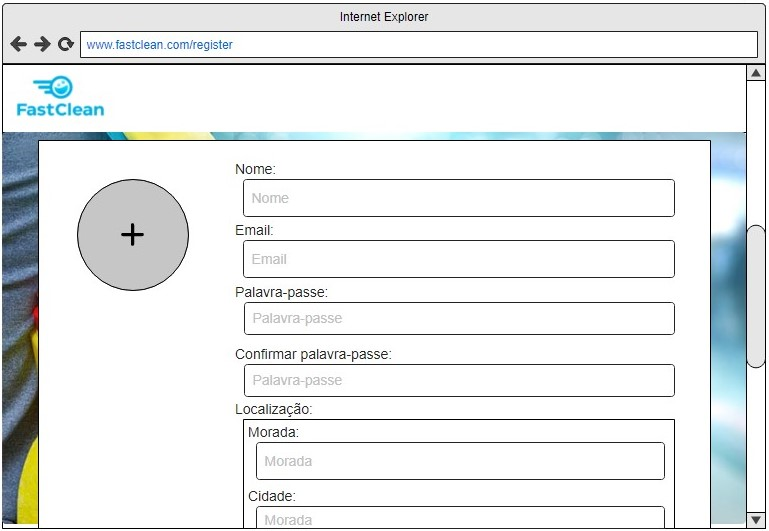 Internet Explorer
www.fastclean.com/register
FastClean
Nome:
Nome
Email:
Email
Palavra-passe:
Palavra-passe
Confirmar palavra-passe:
Palavra-passe
Localização:
Morada:
Morada
Cidade:
Morada